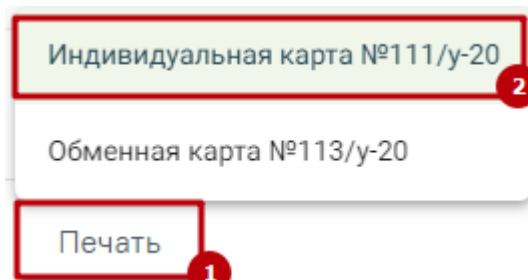 Индивидуальная карта №111/у-20
2
Обменная карта №113/у-20
Печать
1